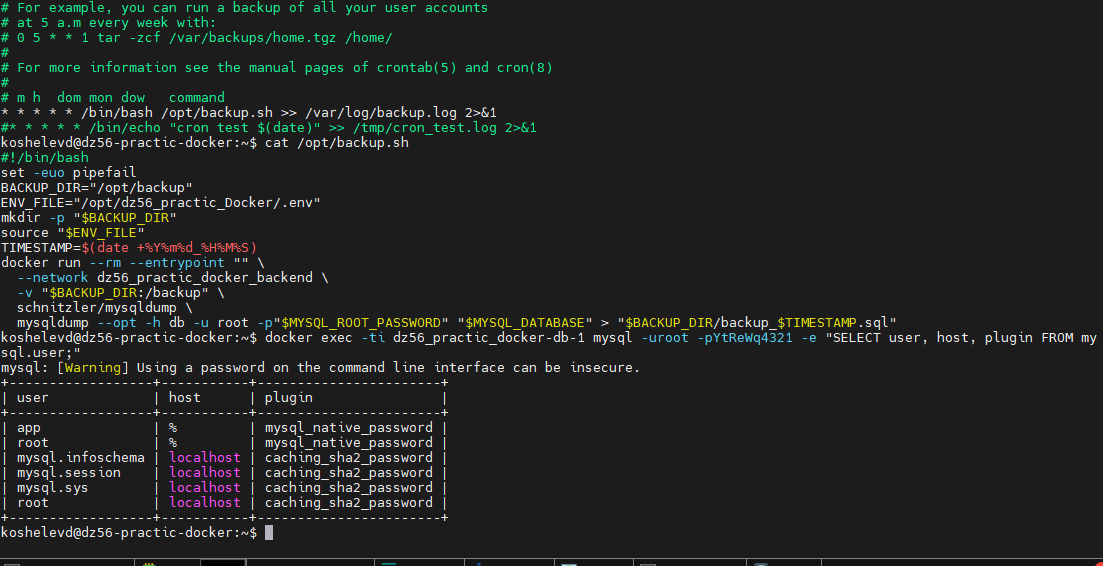 # For example, you can run a backup of all your user accounts
# at 5 a.m every week with:
# 0 5 * * 1 tar -zcf /var/backups/home.tgz /home/
#
# For more information see the manual pages of crontab(5) and cron(8)
#
# m h  dom mon dow   command
* * * * * /bin/bash /opt/backup.sh >> /var/log/backup.log 2>&1
#* * * * * /bin/echo "cron test $(date)" >> /tmp/cron_test.log 2>&1
koshelevd@dz56-practic-docker:~$ cat /opt/backup.sh
#!/bin/bash
set -euo pipefail
BACKUP_DIR="/opt/backup"
ENV_FILE="/opt/dz56_practic_Docker/.env"
mkdir -p "$BACKUP_DIR"
source "$ENV_FILE"
TIMESTAMP=$(date +%Y%m%d_%H%M%S)
docker run --rm --entrypoint "" \
  --network dz56_practic_docker_backend \
  -v "$BACKUP_DIR:/backup" \
  schnitzler/mysqldump \
  mysqldump --opt -h db -u root -p"$MYSQL_ROOT_PASSWORD" "$MYSQL_DATABASE" > "$BACKUP_DIR/backup_$TIMESTAMP.sql"
koshelevd@dz56-practic-docker:~$ docker exec -ti dz56_practic_docker-db-1 mysql -uroot -pYtReWq4321 -e "SELECT user, host, plugin FROM my
sql.user;"
mysql: [Warning] Using a password on the command line interface can be insecure.
+------------------+-----------+-----------------------+
| user             | host      | plugin                |
+------------------+-----------+-----------------------+
| app              | %         | mysql_native_password |
| root             | %         | mysql_native_password |
| mysql.infoschema | localhost | caching_sha2_password |
| mysql.session    | localhost | caching_sha2_password |
| mysql.sys        | localhost | caching_sha2_password |
| root             | localhost | caching_sha2_password |
+------------------+-----------+-----------------------+
koshelevd@dz56-practic-docker:~$